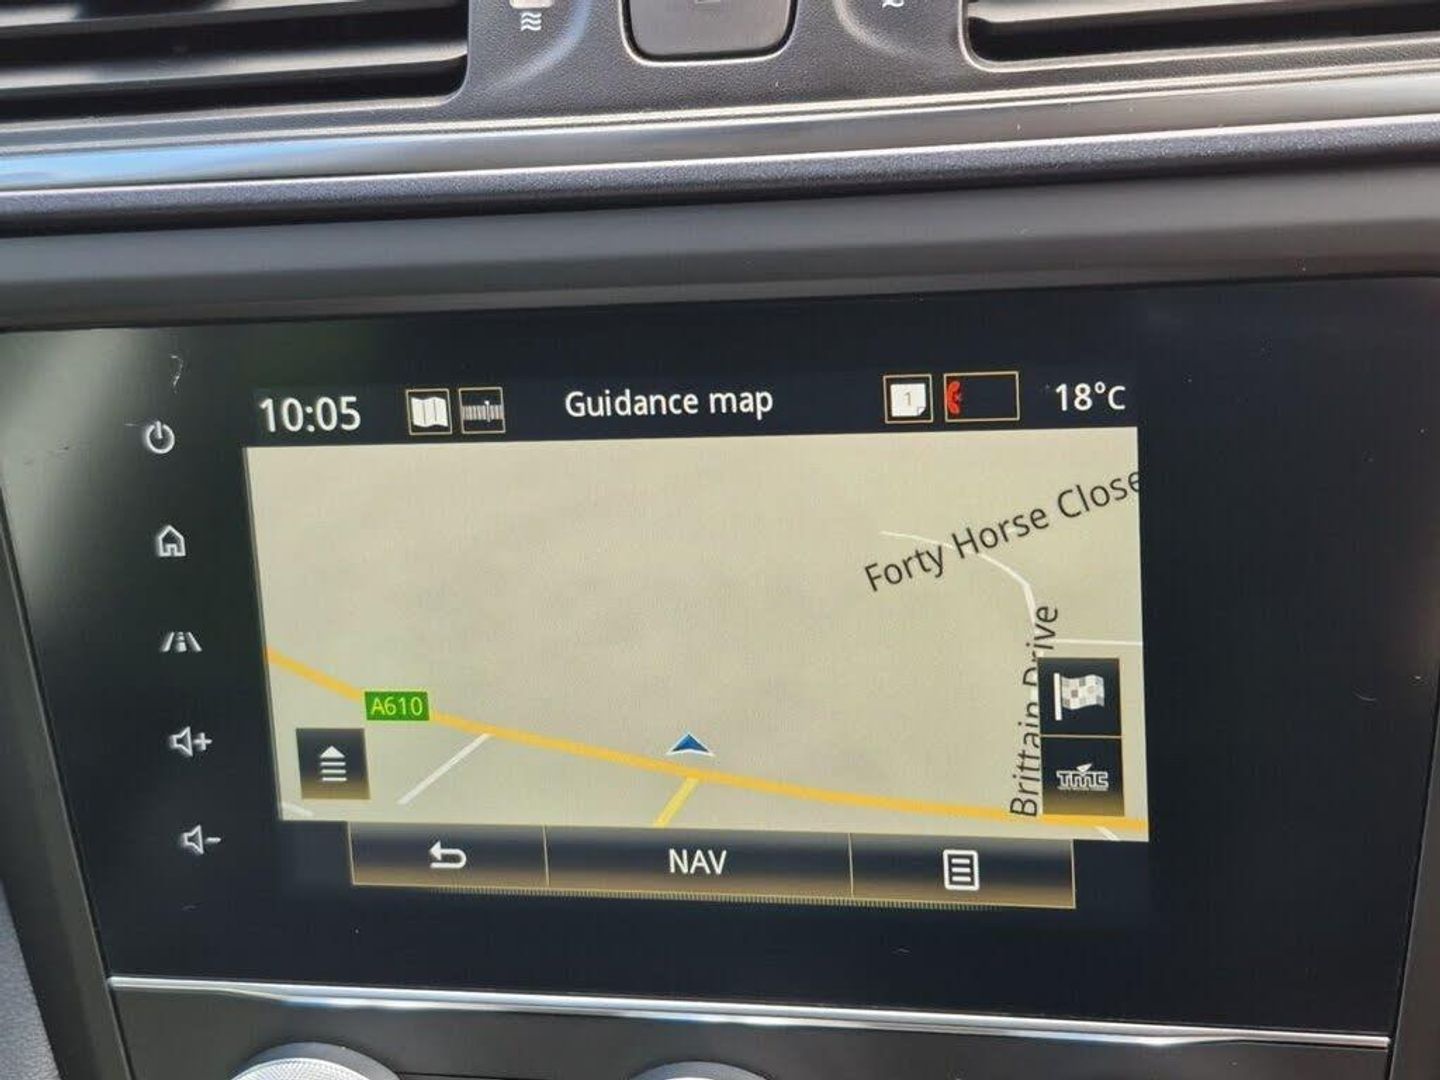 10:05
Guidance map
1
18°C
Forty Horse Close
Brittain Drive
A610
TMC
NAV